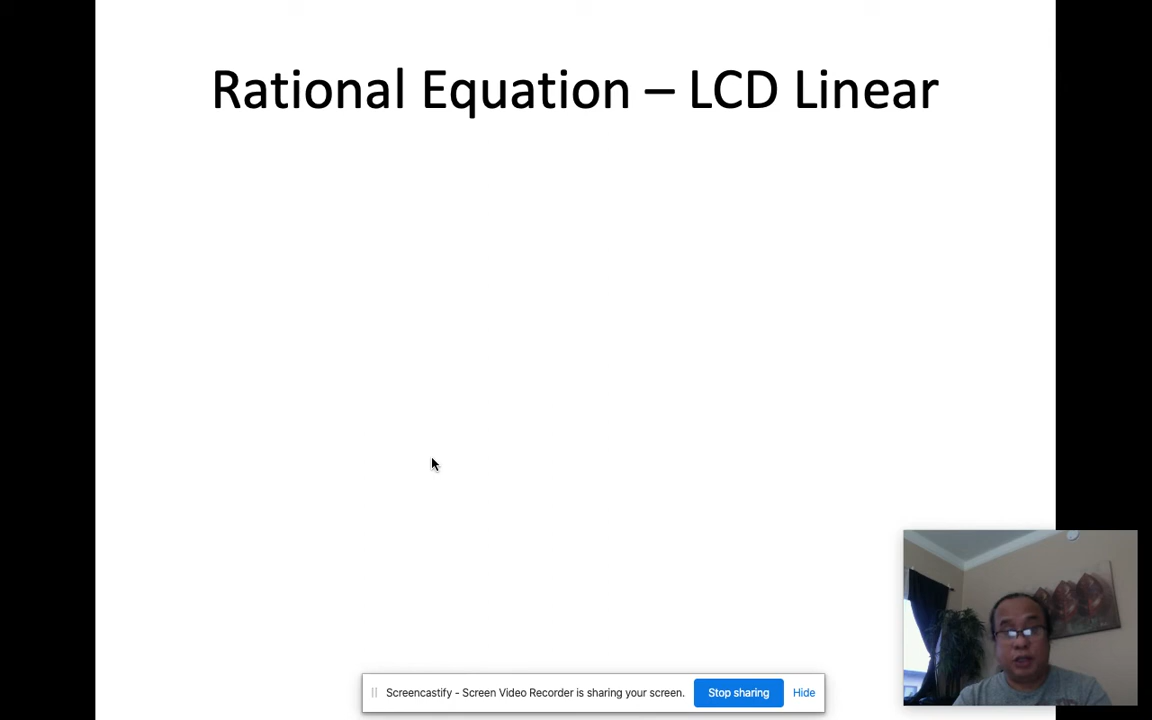 Rational Equation – LCD Linear
Screencastify - Screen Video Recorder is sharing your screen.
Stop sharing
Hide